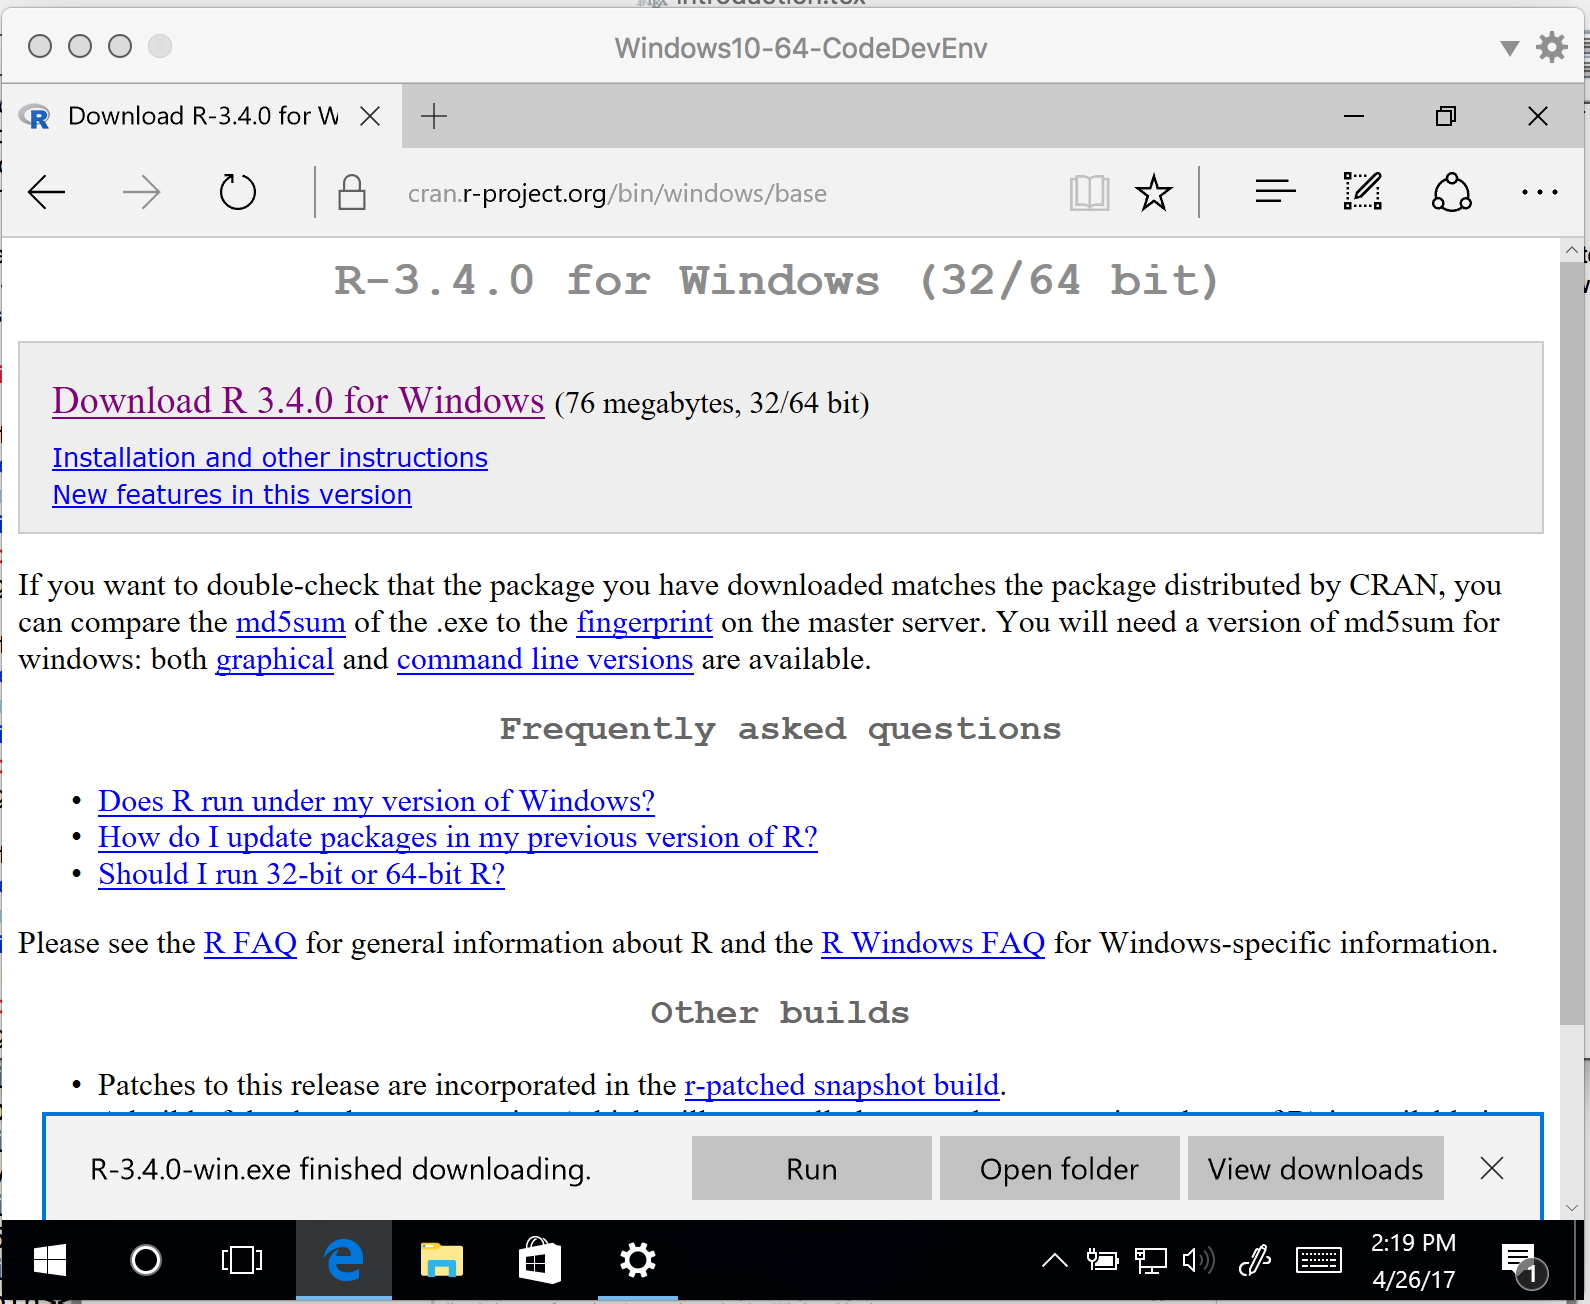 introduction.tex
Windows10-64-CodeDevEnv
Download R-3.4.0 for W
cran.r-project.org/bin/windows/base
R-3.4.0 for Windows (32/64 bit)
Download R 3.4.0 for Windows (76 megabytes, 32/64 bit)
Installation and other instructions
New features in this version
If you want to double-check that the package you have downloaded matches the package distributed by CRAN, you
can compare the md5sum of the .exe to the fingerprint on the master server. You will need a version of md5sum for
windows: both graphical and command line versions are available.
Frequently asked questions
• Does R run under my version of Windows?
• How do I update packages in my previous version of R?
• Should I run 32-bit or 64-bit R?
Please see the R FAQ for general information about R and the R Windows FAQ for Windows-specific information.
Other builds
• Patches to this release are incorporated in the r-patched snapshot build.
R-3.4.0-win.exe finished downloading.
Run
Open folder
View downloads
2:19 PM
4/26/17
1